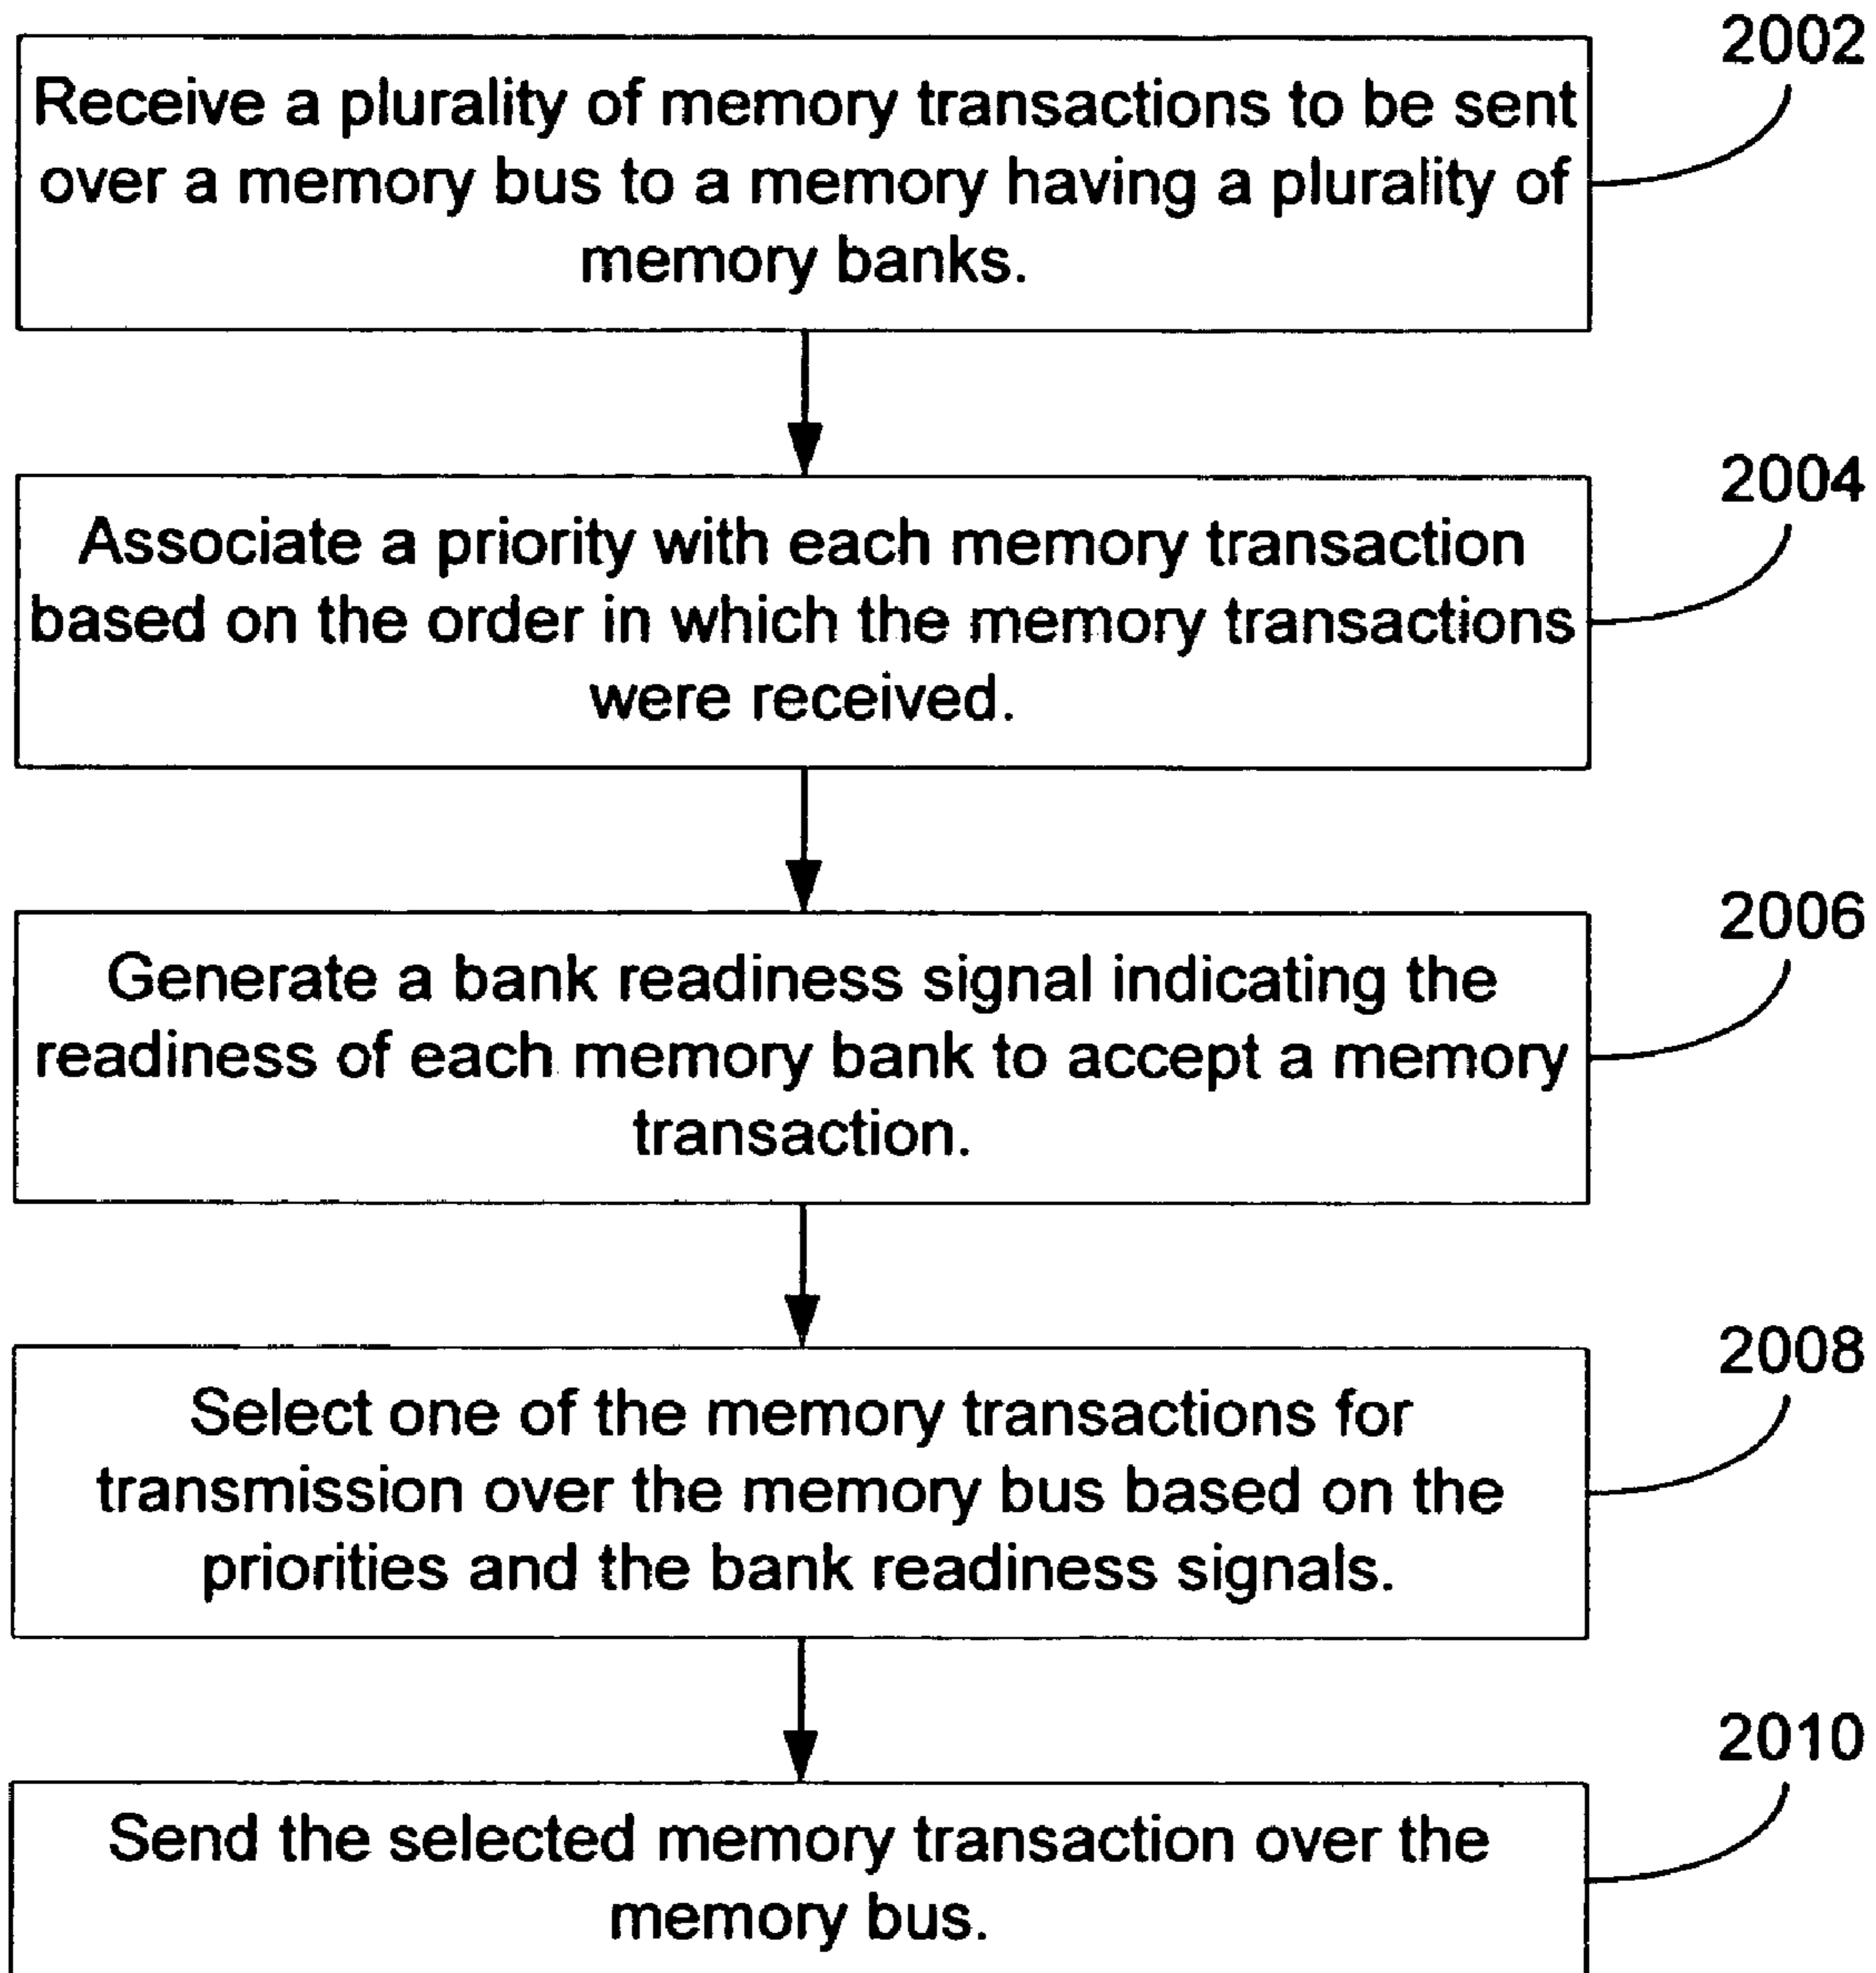 2002
Receive a plurality of memory transactions to be sent
over a memory bus to a memory having a plurality of
memory banks.
2004
Associate a priority with each memory transaction
based on the order in which the memory transactions
were received.
2006
Generate a bank readiness signal indicating the
readiness of each memory bank to accept a memory
transaction.
2008
Select one of the memory transactions for
transmission over the memory bus based on the
priorities and the bank readiness signals.
2010
Send the selected memory transaction over the
memory bus.